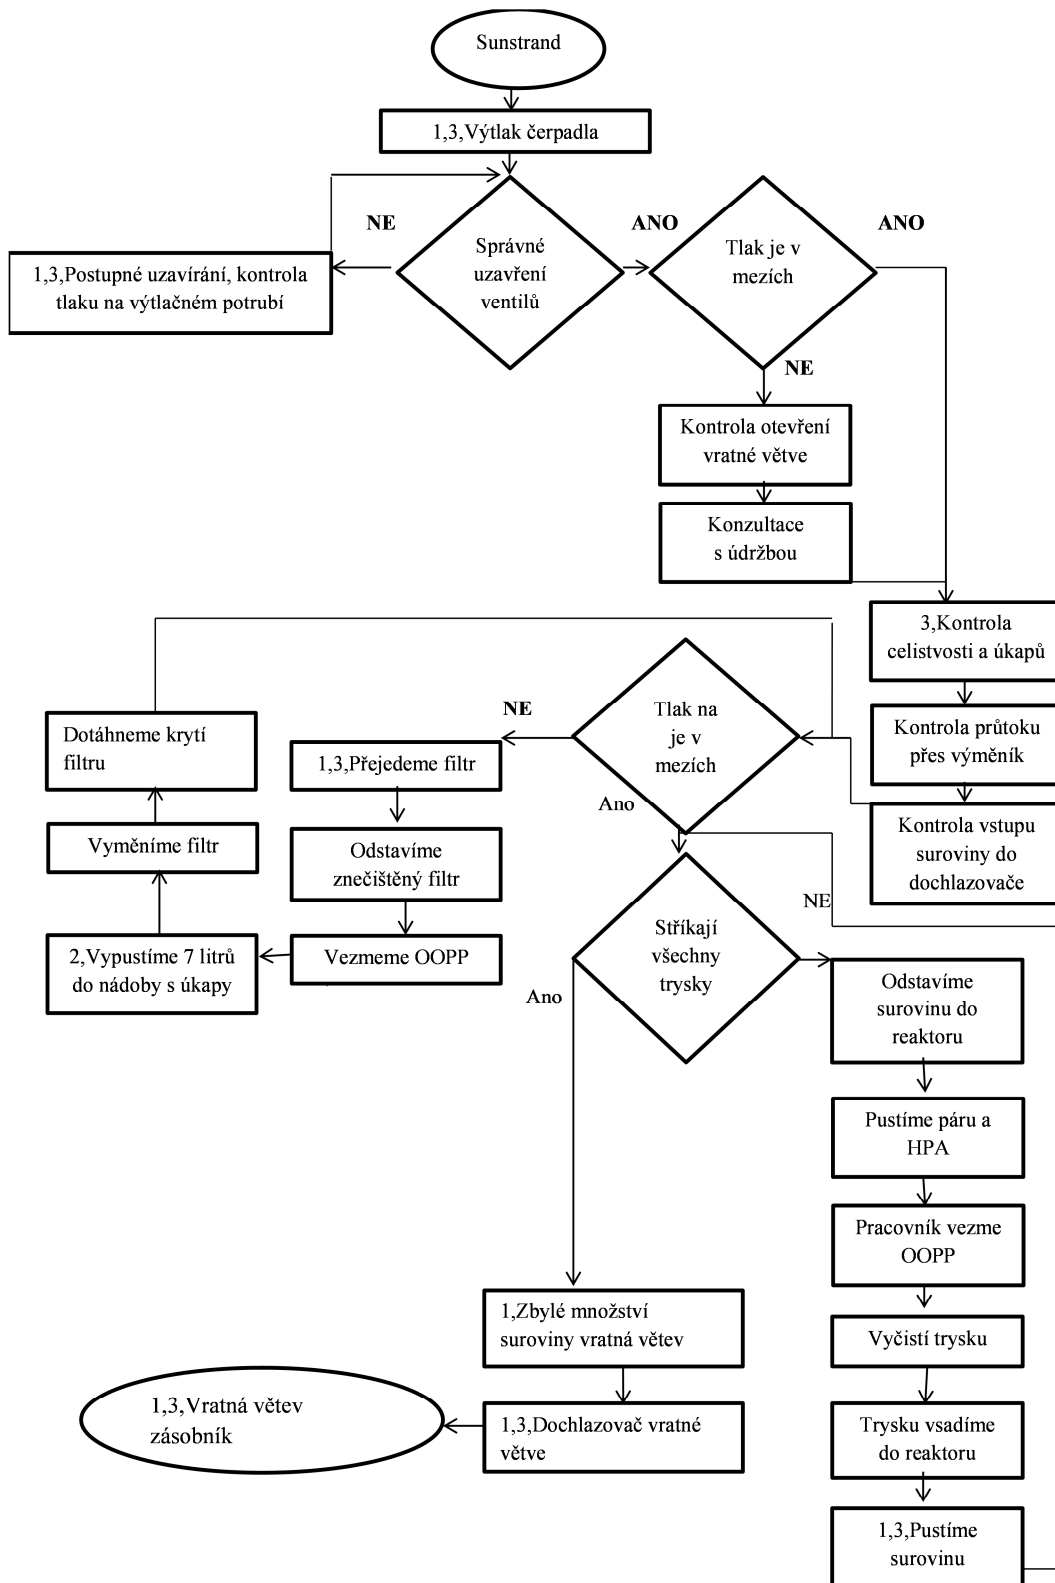 Sunstrand
1,3,Výtlak čerpadla
NE
Správné
uzavření
ventilů
ANO
Tlak je v
mezích
ANO
1,3,Postupné uzavírání, kontrola
tlaku na výtlačném potrubí
NE
Kontrola otevření
vratné větve
Konzultace
s údržbou
3,Kontrola
celistvosti a úkapů
Kontrola průtoku
přes výměník
Kontrola vstupu
suroviny do
dochlazovače
Tlak na
je v
mezích
NE
Ano
1,3,Přejedeme filtr
Odstavíme
znečištěný filtr
Vezmeme OOPP
2,Vypustíme 7 litrů
do nádoby s úkapy
Vyměníme filtr
Dotáhneme krytí
filtru
Stříkají
všechny
trysky
NE
Ano
Odstavíme
surovinu do
reaktoru
Pustíme páru a
HPA
Pracovník vezme
OOPP
Vyčistí trysku
Trysku vsadíme
do reaktoru
1,3,Pustíme
surovinu
1,Zbylé množství
suroviny vratná větev
1,3,Dochlazovač vratné
větve
1,3,Vratná větev
zásobník